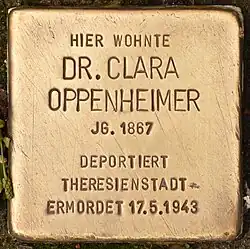 HIER WOHNTE
DR. CLARA
OPPENHEIMER
JG. 1867
DEPORTIERT
THERESIENSTADT
ERMORDET 17.5.1943